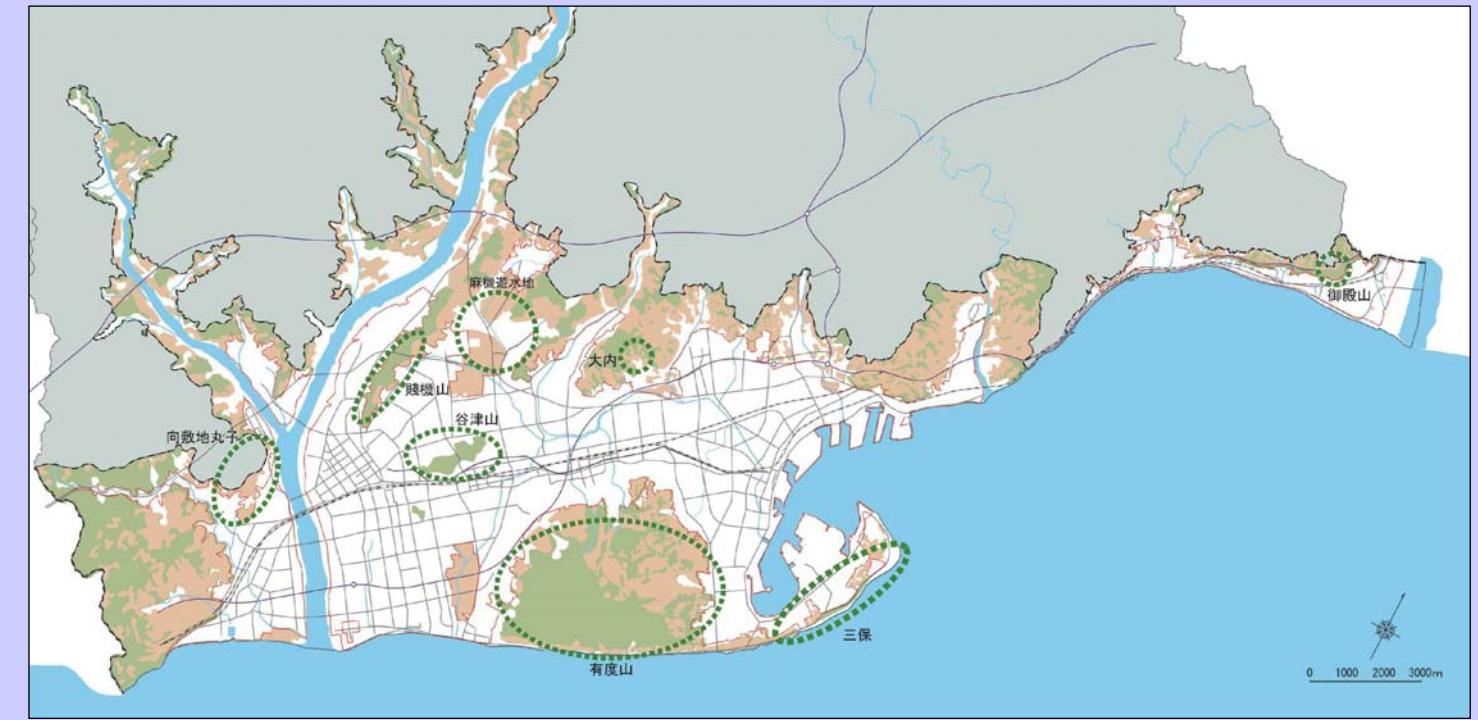 麻機遊水地
御殿山
大内
賤機山
谷津山
向敷地丸子
三保
有度山
0 1000 2000 3000m